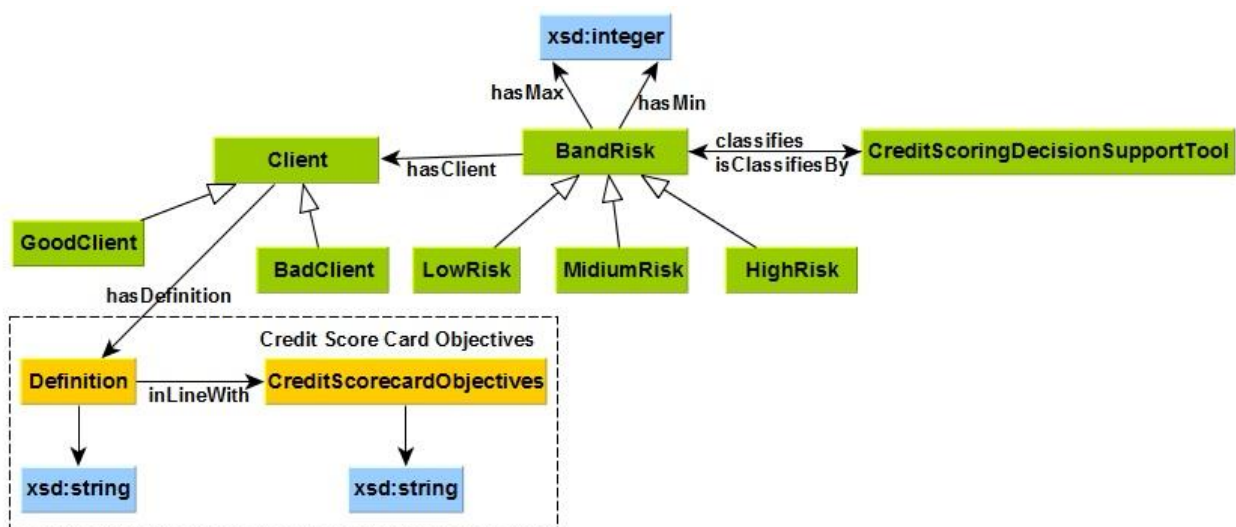 xsd:integer
hasMax
hasMin
Client
hasClient
BandRisk
classifies
isClassifiesBy
CreditScoringDecisionSupportTool
GoodClient
BadClient
LowRisk
MidiumRisk
HighRisk
hasDefinition
Credit Score Card Objectives
Definition
inLineWith
CreditScorecardObjectives
xsd:string
xsd:string